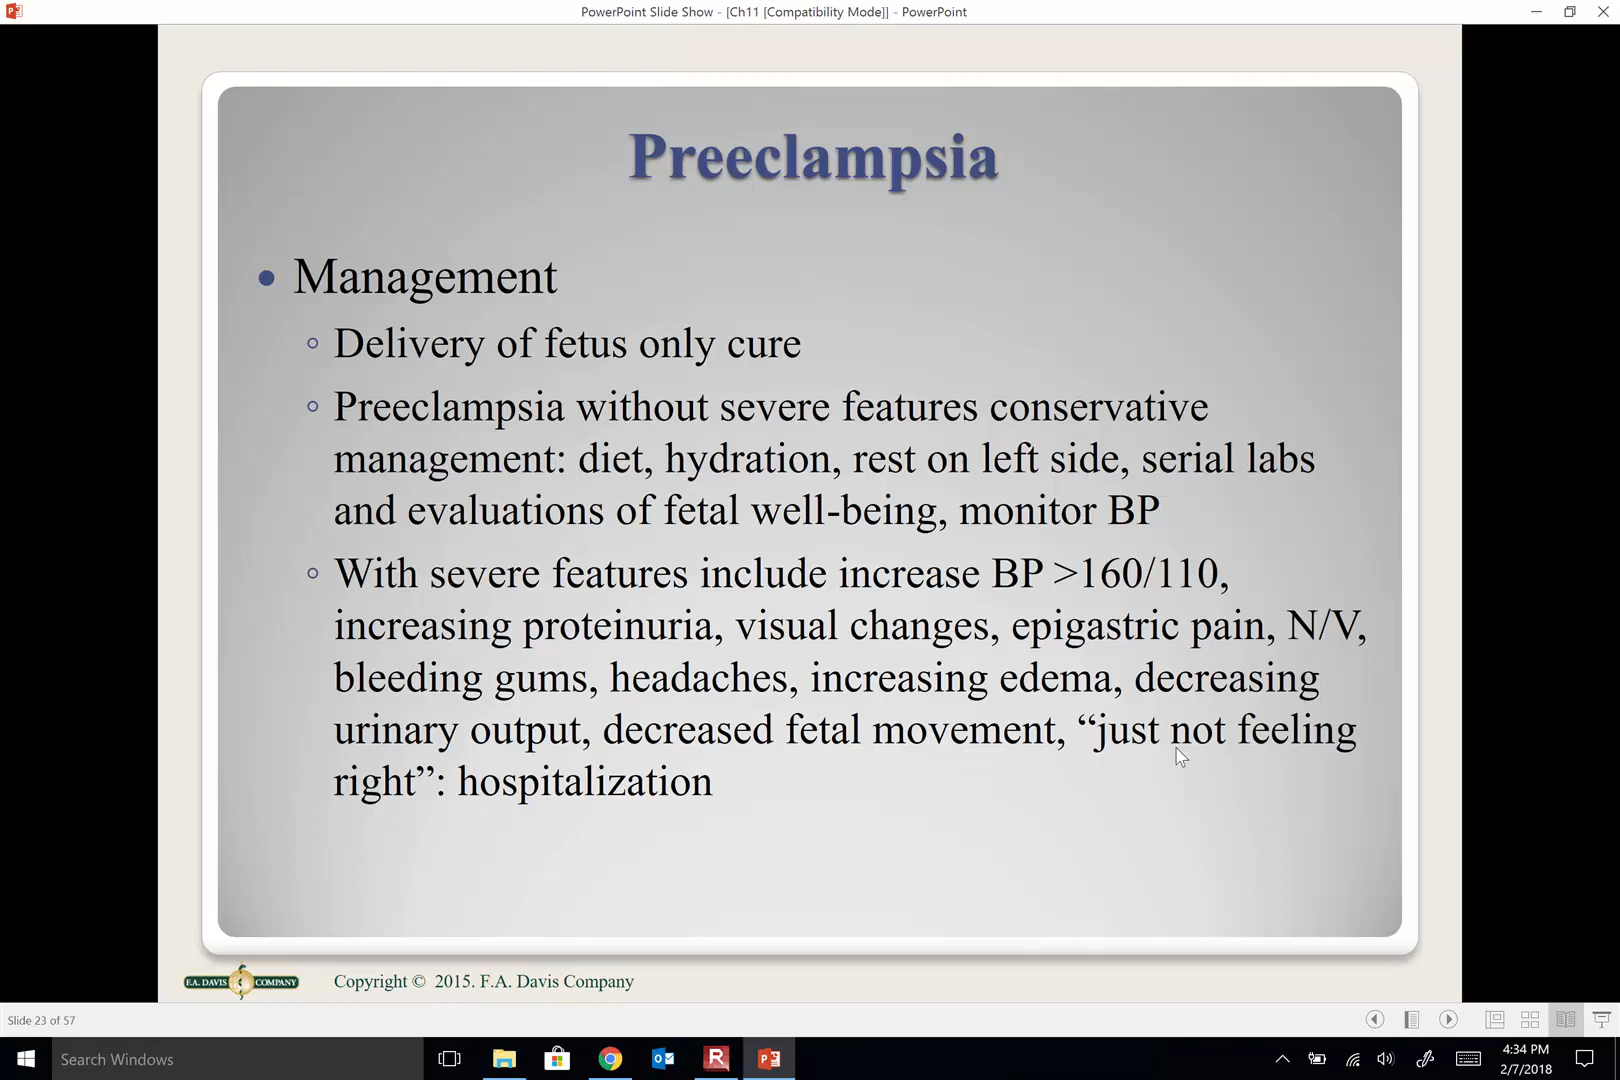 PowerPoint Slide Show - [Ch11 [Compatibility Mode]] - PowerPoint
Preeclampsia
Management
Delivery of fetus only cure
Preeclampsia without severe features conservative
management: diet, hydration, rest on left side, serial labs
and evaluations of fetal well-being, monitor BP
With severe features include increase BP >160/110,
increasing proteinuria, visual changes, epigastric pain, N/V,
bleeding gums, headaches, increasing edema, decreasing
urinary output, decreased fetal movement, “just not feeling
right”: hospitalization
F.A. DAVIS COMPANY
Copyright © 2015. F.A. Davis Company
Slide 23 of 57
Search Windows
4:34 PM
2/7/2018